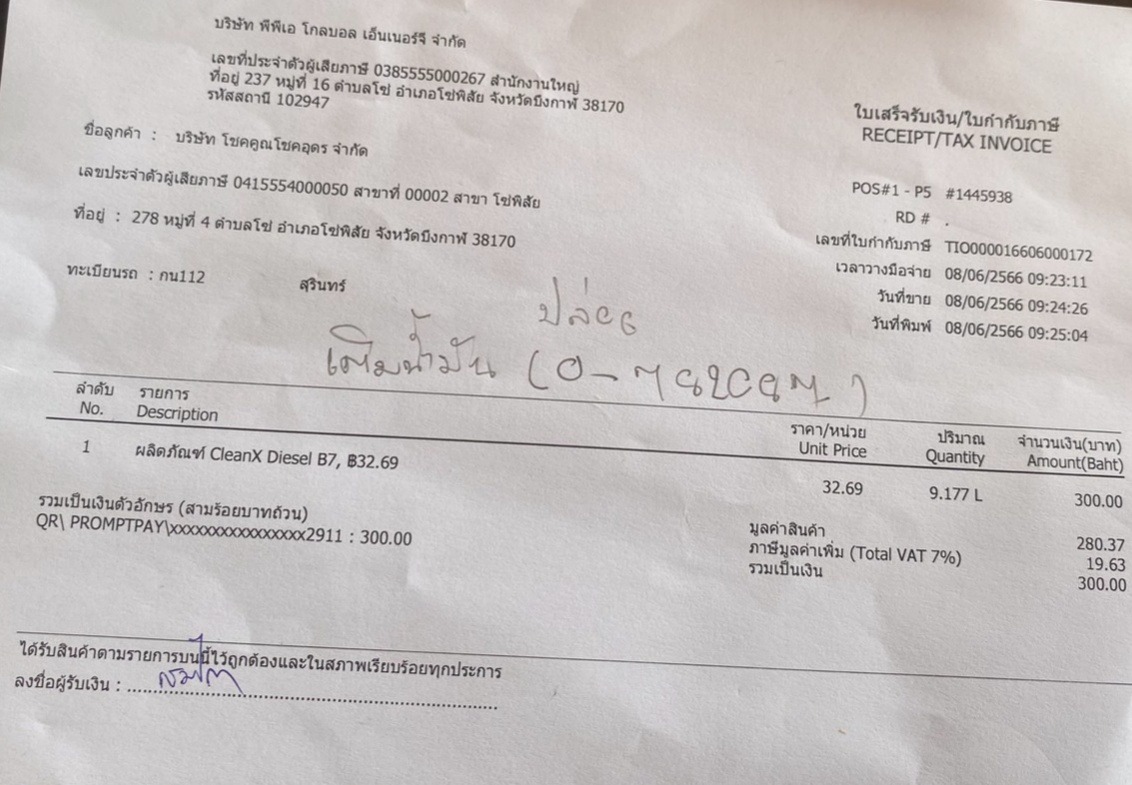 บริษัท พีพีเอ โกลบอล เอ็นเนอร์จี จำกัด
เลขที่ประจำตัวผู้เสียภาษี 0385555000267 สำนักงานใหญ่
ที่อยู่ 237 หมู่ที่ 16 ตำบลโซ่ อำเภอโซ่พิสัย จังหวัดบึงกาฬ 38170
รหัสสถานี 102947
ใบเสร็จรับเงิน/ใบกำกับภาษี
RECEIPT/TAX INVOICE
ชื่อลูกค้า : บริษัท โชคคูณโชคอุดร จำกัด
เลขประจำตัวผู้เสียภาษี 0415554000050 สาขาที่ 00002 สาขา โซ่พิสัย
ที่อยู่ : 278 หมู่ที่ 4 ตำบลโซ่ อำเภอโซ่พิสัย จังหวัดบึงกาฬ 38170
ทะเบียนรถ : กน112 สุรินทร์
POS#1 - P5 #1445938
RD # .
เลขที่ใบกำกับภาษี TIO000016606000172
เวลาวางมือจ่าย 08/06/2566 09:23:11
วันที่ขาย 08/06/2566 09:24:26
วันที่พิมพ์ 08/06/2566 09:25:04
เติมน้ำมัน
ลำดับ รายการ ราคา/หน่วย ปริมาณ จำนวนเงิน(บาท)
No. Description Unit Price Quantity Amount(Baht)
1 ผลิตภัณฑ์ CleanX Diesel B7, ฿32.69 32.69 9.177 L 300.00
รวมเป็นเงินตัวอักษร (สามร้อยบาทถ้วน)
QR\ PROMPTPAY\xxxxxxxxxxxxxxxx2911 : 300.00
มูลค่าสินค้า 280.37
ภาษีมูลค่าเพิ่ม (Total VAT 7%) 19.63
รวมเป็นเงิน 300.00
ได้รับสินค้าตามรายการบนนี้ไว้ถูกต้องและในสภาพเรียบร้อยทุกประการ
ลงชื่อผู้รับเงิน :